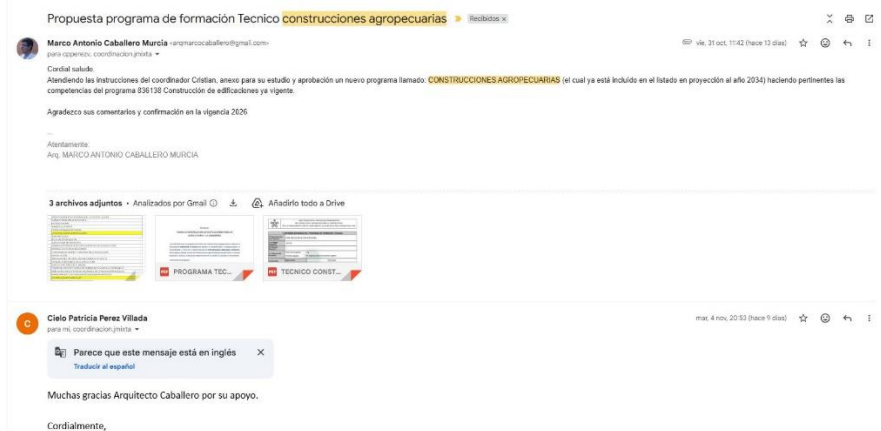 Propuesta programa de formación Tecnico construcciones agropecuarias Recibidos x
Marco Antonio Caballero Murcia <arqmarcocaballero@gmail.com>
vie, 31 oct, 11:42 (hace 13 días)
para cpperezv, coordinacion.jmixta
Cordial saludo.
Atendiendo las instrucciones del coordinador Cristian, anexo para su estudio y aprobación un nuevo programa llamado: CONSTRUCCIONES AGROPECUARIAS (el cual ya está incluido en el listado en proyección al año 2034) haciendo pertinentes las
competencias del programa 836138 Construcción de edificaciones ya vigente.
Agradezco sus comentarios y confirmación en la vigencia 2026
--
Atentamente:
Arq. MARCO ANTONIO CABALLERO MURCIA
3 archivos adjuntos • Analizados por Gmail
Añadirlo todo a Drive
PDF PROGRAMA TEC...
PDF TECNICO CONST...
C
Cielo Patricia Perez Villada
mar, 4 nov, 20:53 (hace 9 días)
para mí, coordinacion.jmixta
Parece que este mensaje está en inglés X
Traducir al español
Muchas gracias Arquitecto Caballero por su apoyo.
Cordialmente,